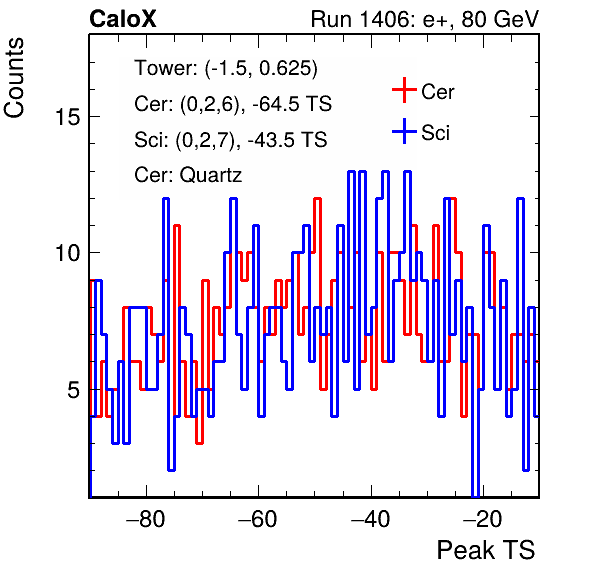 CaloX Run 1406: e+, 80 GeV
Counts
Tower: (-1.5, 0.625)
Cer: (0,2,6), -64.5 TS
Sci: (0,2,7), -43.5 TS
Cer: Quartz
Cer
Sci
15
10
5
−80 −60 −40 −20
Peak TS